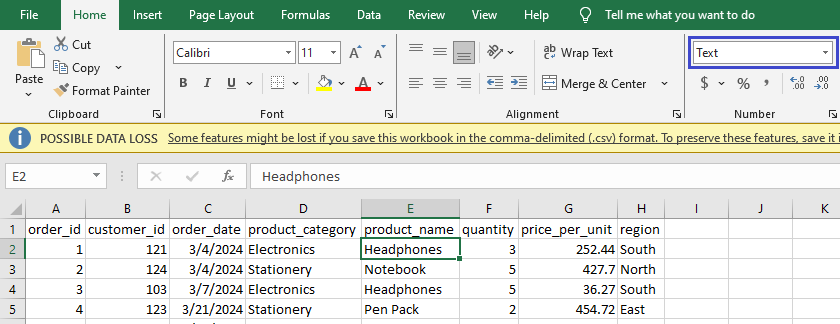 File Home Insert Page Layout Formulas Data Review View Help Tell me what you want to do
Cut
Copy
Format Painter
Paste
Clipboard
Calibri 11 A A
B I U A
Font
ab Wrap Text
Merge & Center
Alignment
Text
$ % ,
Number
POSSIBLE DATA LOSS Some features might be lost if you save this workbook in the comma-delimited (.csv) format. To preserve these features, save it i
E2 fx Headphones
A B C D E F G H I J K
1 order_id customer_id order_date product_category product_name quantity price_per_unit region
2 1 121 3/4/2024 Electronics Headphones 3 252.44 South
3 2 124 3/4/2024 Stationery Notebook 5 427.7 North
4 3 103 3/7/2024 Electronics Headphones 5 36.27 South
5 4 123 3/21/2024 Stationery Pen Pack 2 454.72 East